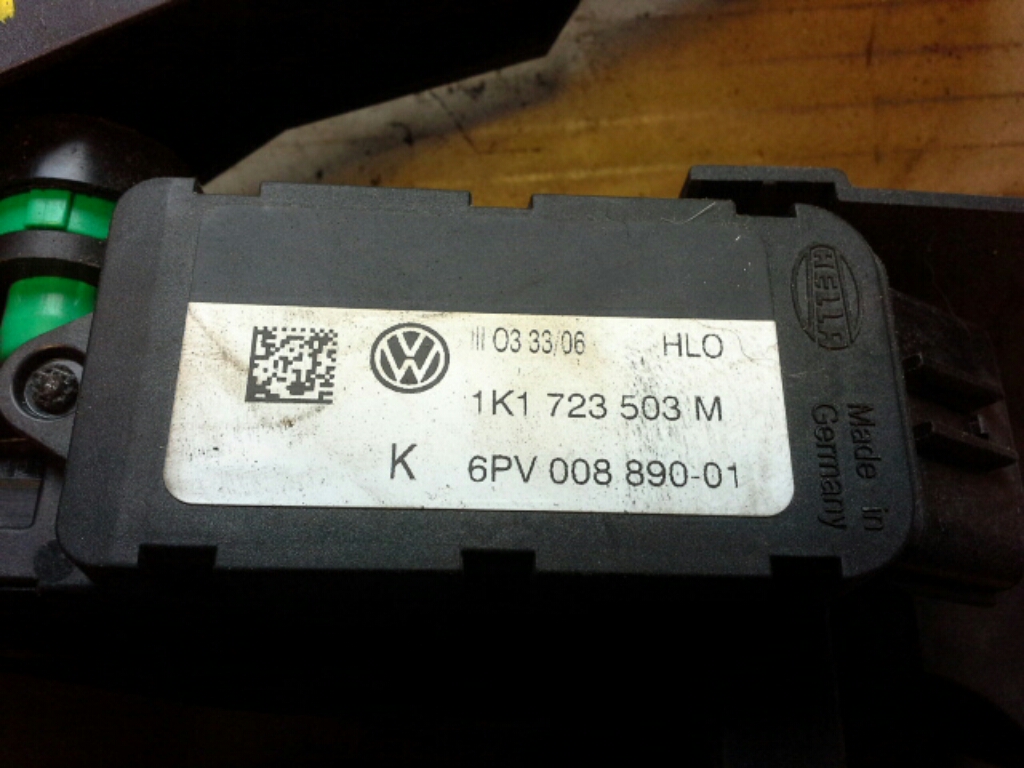 III 03 33/06 HLO
1K1 723 503 M
K 6PV 008 890-01
HELLA
Made in
Germany